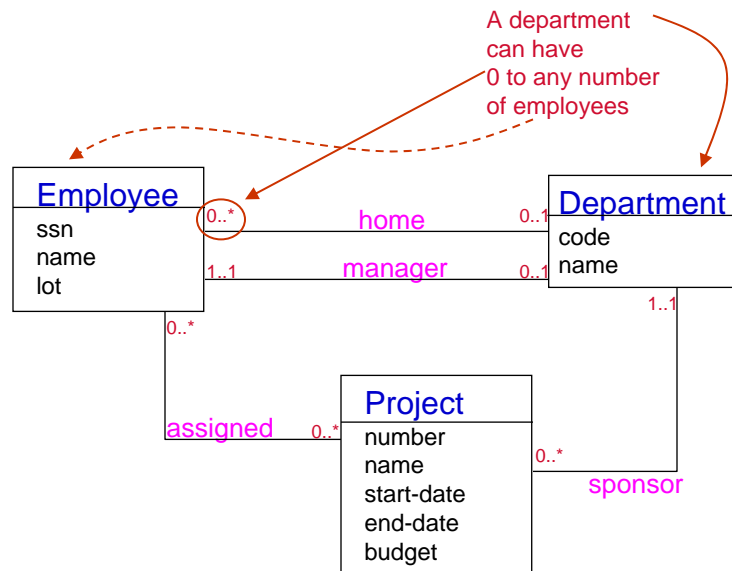 A department
can have
0 to any number
of employees
Employee
ssn
name
lot
0..*
home
0..1
1..1
manager
0..1
Department
code
name
0..*
1..1
assigned
0..*
Project
number
name
start-date
end-date
budget
0..*
sponsor